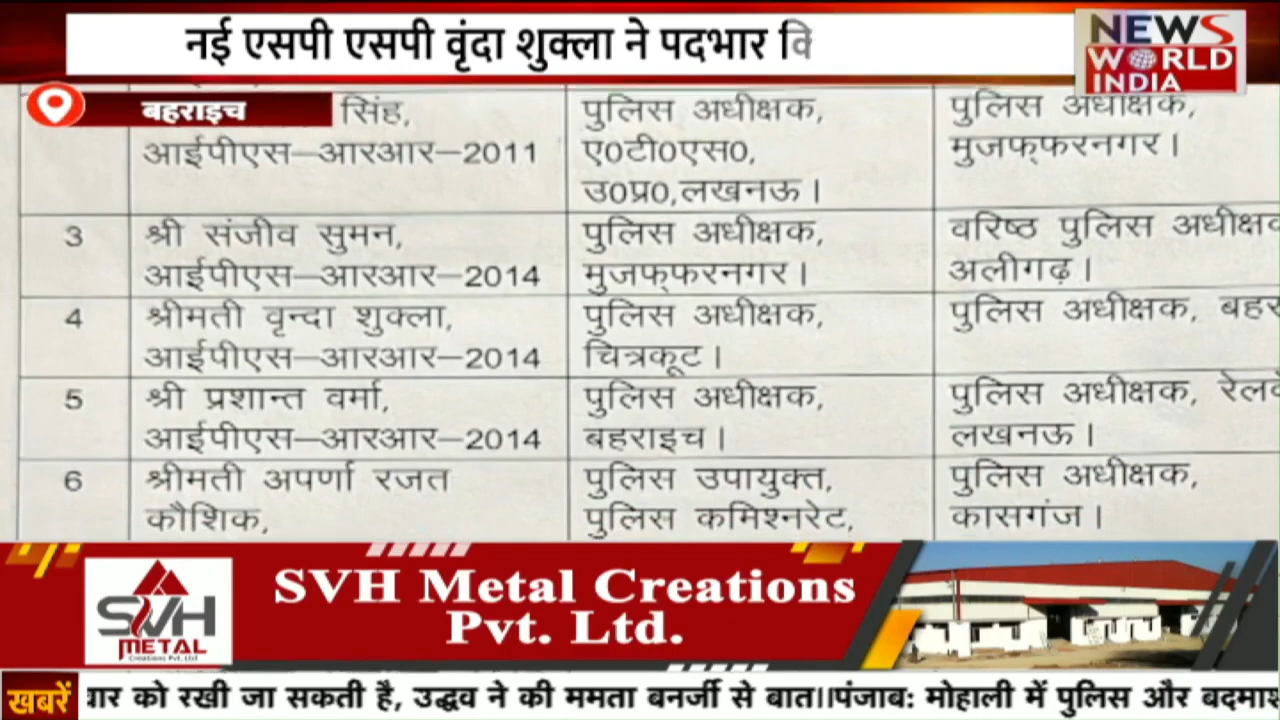 नई एसपी एसपी वृंदा शुक्ला ने पदभार वि
NEWS
WORLD
INDIA
बहराइच
सिंह,
आईपीएस–आरआर–2011
पुलिस अधीक्षक,
ए0टी0एस0,
उ0प्र0,लखनऊ।
पुलिस अधीक्षक,
मुजफ्फरनगर।
3
श्री संजीव सुमन,
आईपीएस–आरआर–2014
पुलिस अधीक्षक,
मुजफ्फरनगर।
वरिष्ठ पुलिस अधीक्षक
अलीगढ़।
4
श्रीमती वृन्दा शुक्ला,
आईपीएस–आरआर–2014
पुलिस अधीक्षक,
चित्रकूट।
पुलिस अधीक्षक, बहर
5
श्री प्रशान्त वर्मा,
आईपीएस–आरआर–2014
पुलिस अधीक्षक,
बहराइच।
पुलिस अधीक्षक, रेलवे
लखनऊ।
6
श्रीमती अपर्णा रजत
कौशिक,
पुलिस उपायुक्त,
पुलिस कमिश्नरेट,
पुलिस अधीक्षक,
कासगंज।
SVH
METAL
Creations Pvt. Ltd.
SVH Metal Creations
Pvt. Ltd.
खबरें
वार को रखी जा सकती है, उद्धव ने की ममता बनर्जी से बात।।पंजाब: मोहाली में पुलिस और बदमाश